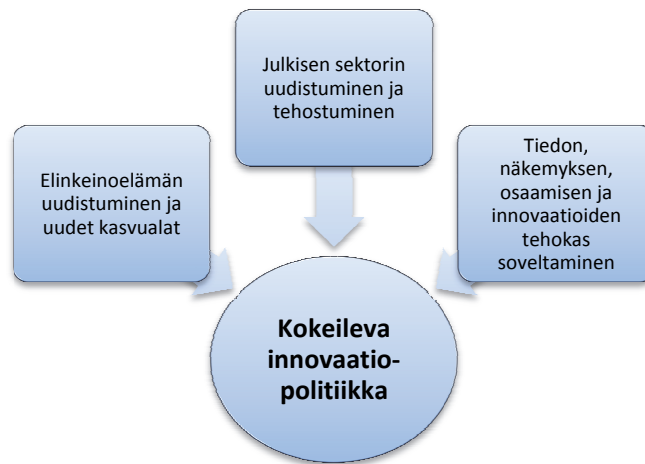 Julkisen sektorin
uudistuminen ja
tehostuminen
Elinkeinoelämän
uudistuminen ja
uudet kasvualat
Tiedon,
näkemyksen,
osaamisen ja
innovaatioiden
tehokas
soveltaminen
Kokeileva
innovaatio-
politiikka